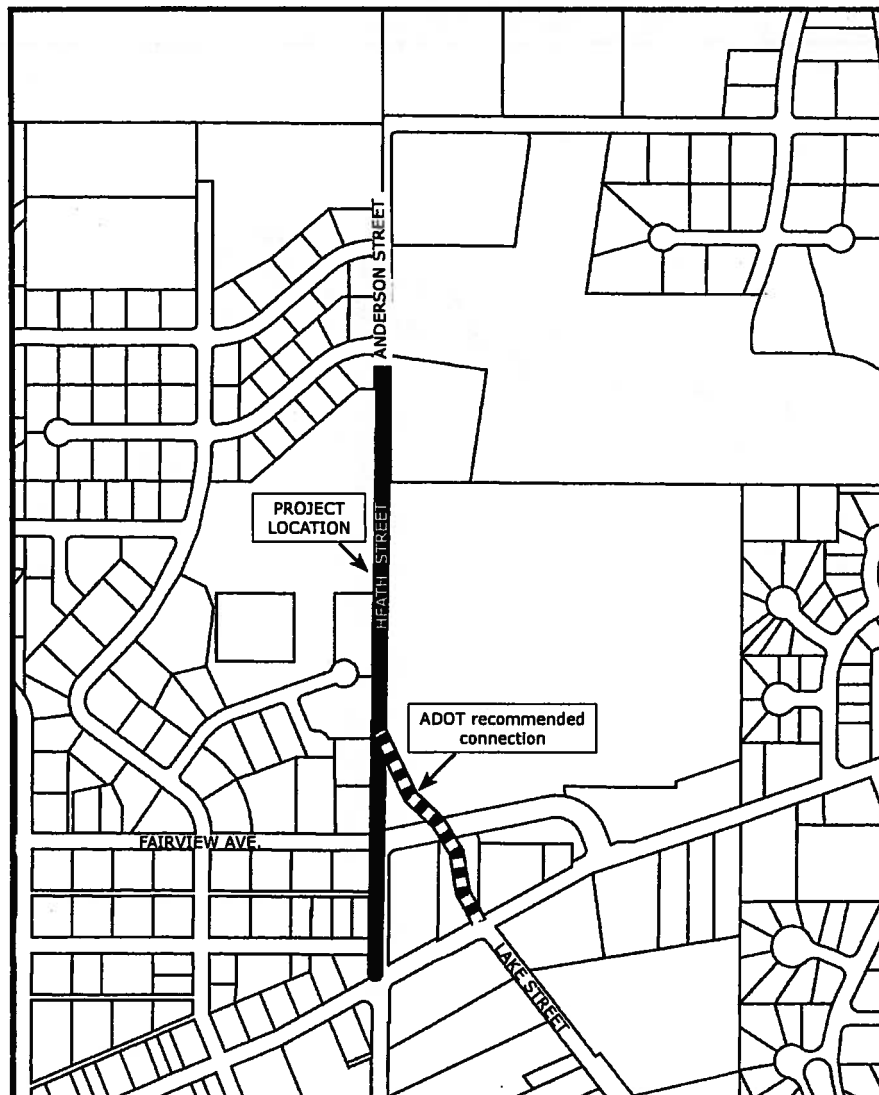 ANDERSON STREET
PROJECT
LOCATION
HEATH STREET
ADOT recommended
connection
FAIRVIEW AVE.
LAKE STREET